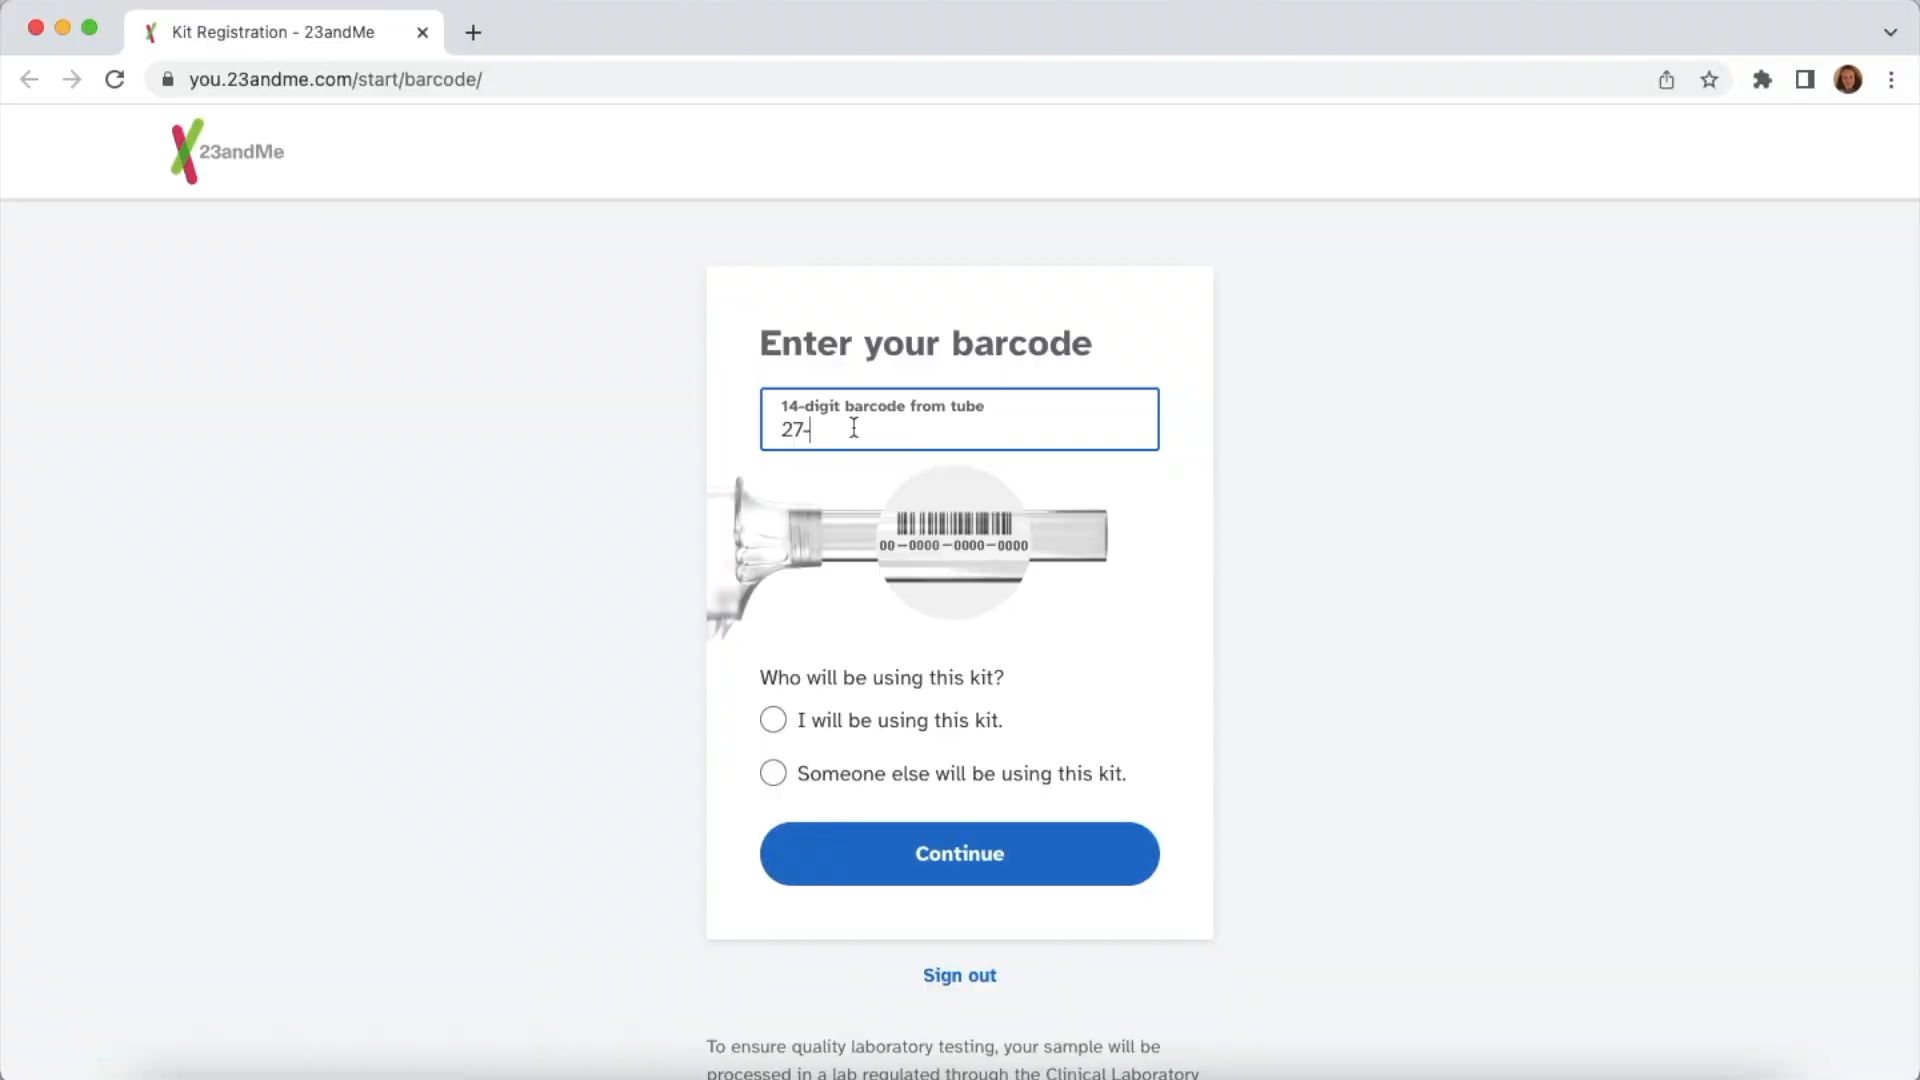 Kit Registration - 23andMe
you.23andme.com/start/barcode/
23andMe
Enter your barcode
14-digit barcode from tube
27-
00-0000-0000-0000
Who will be using this kit?
I will be using this kit.
Someone else will be using this kit.
Continue
Sign out
To ensure quality laboratory testing, your sample will be
processed in a lab regulated through the Clinical Laboratory